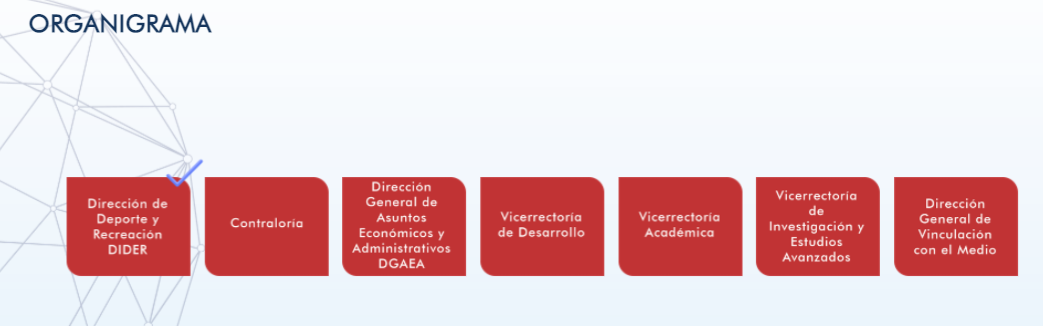 ORGANIGRAMA
Dirección de
Deporte y
Recreación
DIDER
Contraloría
Dirección
General de
Asuntos
Económicos y
Administrativos
DGAEA
Vicerrectoría
de Desarrollo
Vicerrectoría
Académica
Vicerrectoría
de
Investigación y
Estudios
Avanzados
Dirección
General de
Vinculación
con el Medio